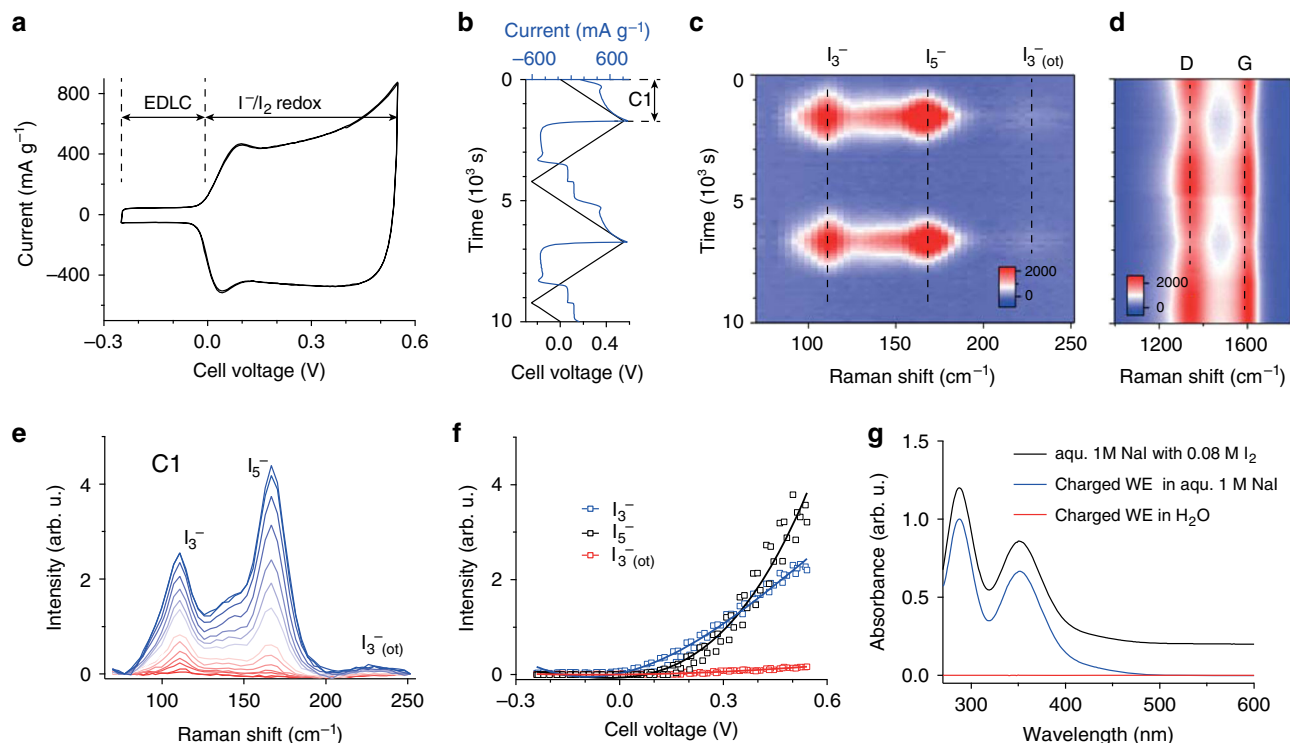 a
800
400
0
−400
Current (mA g⁻¹)
EDLC
I⁻/I₂ redox
−0.3
0.0
0.3
0.6
Cell voltage (V)
b
Current (mA g⁻¹)
−600
600
C1
0
5
10
Time (10³ s)
0.0
0.4
Cell voltage (V)
c
I₃⁻
I₅⁻
I₃⁻(ot)
0
5
10
Time (10³ s)
2000
0
100
150
200
250
Raman shift (cm⁻¹)
d
D
G
2000
0
1200
1600
Raman shift (cm⁻¹)
e
C1
I₃⁻
I₅⁻
I₃⁻(ot)
4
2
0
Intensity (arb. u.)
100
150
200
250
Raman shift (cm⁻¹)
f
I₃⁻
I₅⁻
I₃⁻(ot)
4
2
0
Intensity (arb. u.)
−0.3
0.0
0.3
0.6
Cell voltage (V)
g
1.5
1.0
0.5
0.0
Absorbance (arb. u.)
aqu. 1M NaI with 0.08 M I₂
Charged WE in aqu. 1 M NaI
Charged WE in H₂O
300
400
500
600
Wavelength (nm)